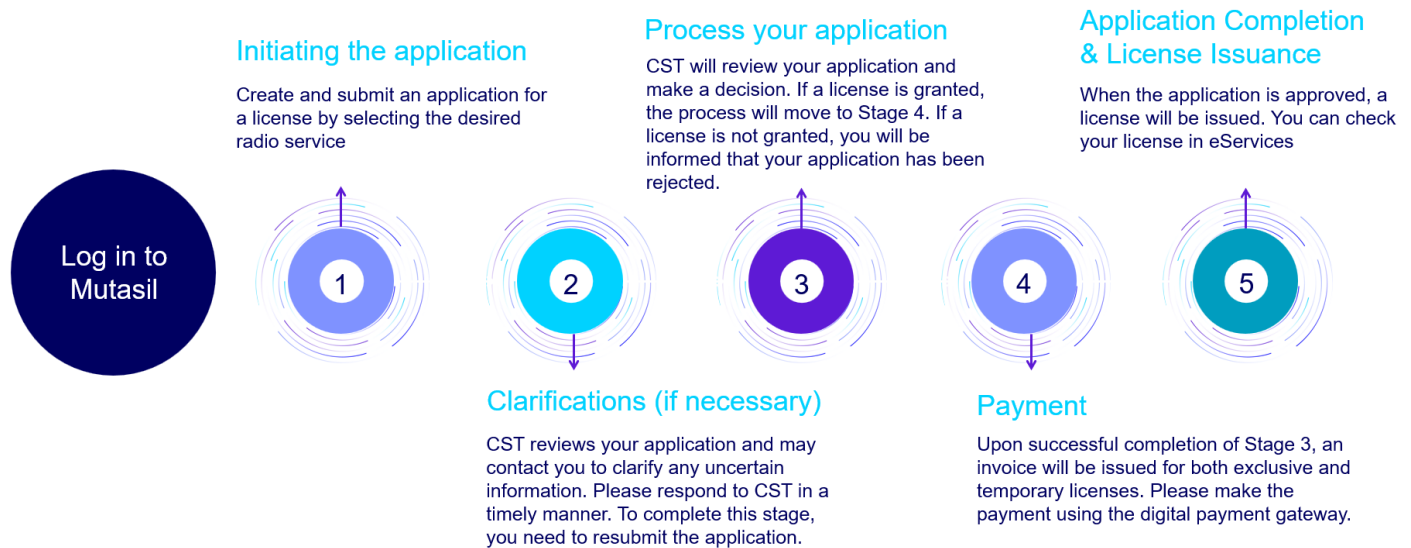 Log in to
Mutasil
Initiating the application
Create and submit an application for
a license by selecting the desired
radio service
1
2
Clarifications (if necessary)
CST reviews your application and may
contact you to clarify any uncertain
information. Please respond to CST in a
timely manner. To complete this stage,
you need to resubmit the application.
Process your application
CST will review your application and
make a decision. If a license is granted,
the process will move to Stage 4. If a
license is not granted, you will be
informed that your application has been
rejected.
3
4
Payment
Upon successful completion of Stage 3, an
invoice will be issued for both exclusive and
temporary licenses. Please make the
payment using the digital payment gateway.
Application Completion
& License Issuance
When the application is approved, a
license will be issued. You can check
your license in eServices
5